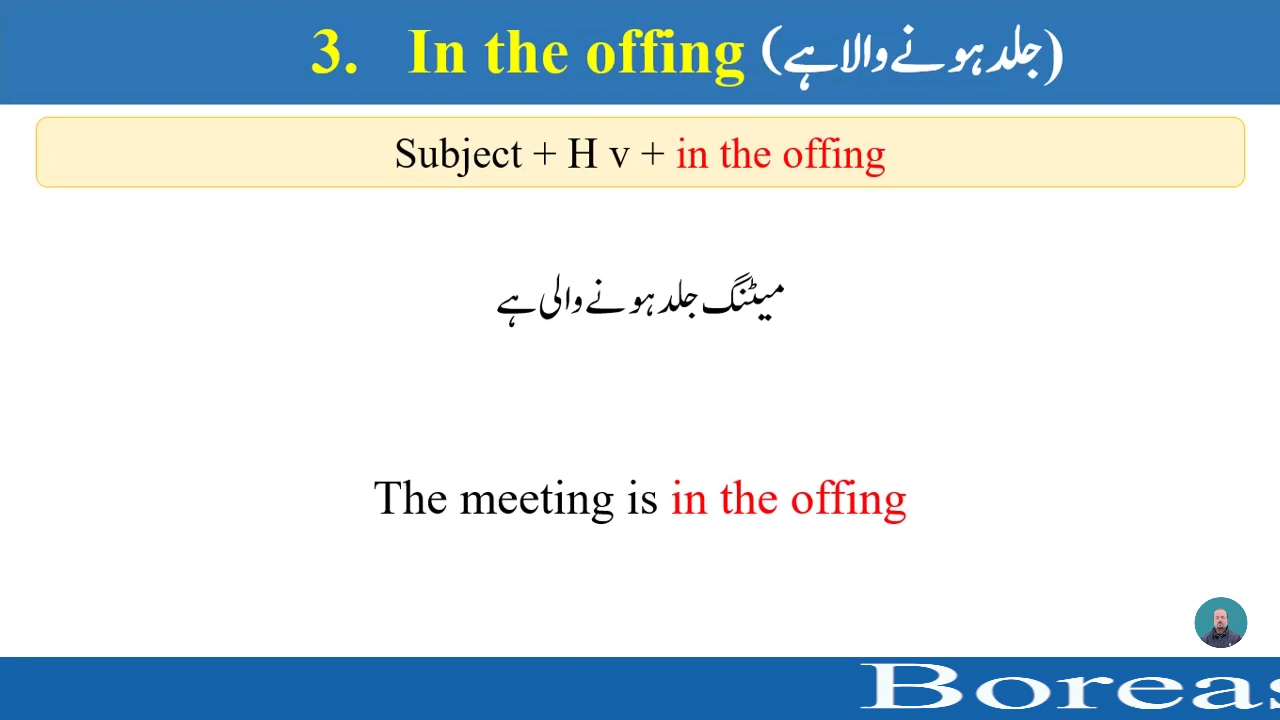 3. In the offing (جلد ہونے والا ہے)
Subject + H v + in the offing
میٹنگ جلد ہونے والی ہے
The meeting is in the offing
Boreas